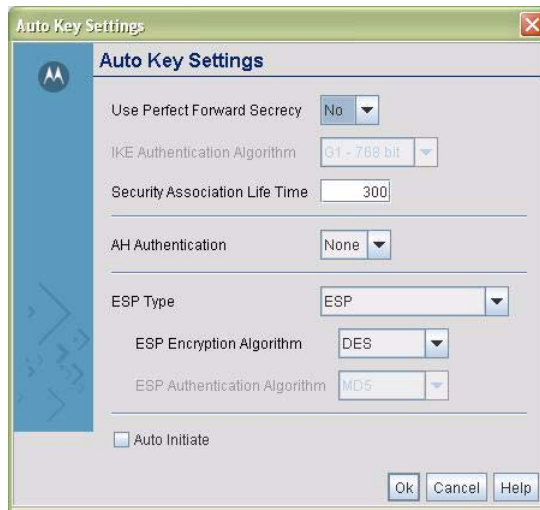 Auto Key Settings
Auto Key Settings
Use Perfect Forward Secrecy No
IKE Authentication Algorithm G1 - 768 bit
Security Association Life Time 300
AH Authentication None
ESP Type ESP
ESP Encryption Algorithm DES
ESP Authentication Algorithm MD5
Auto Initiate
Ok Cancel Help